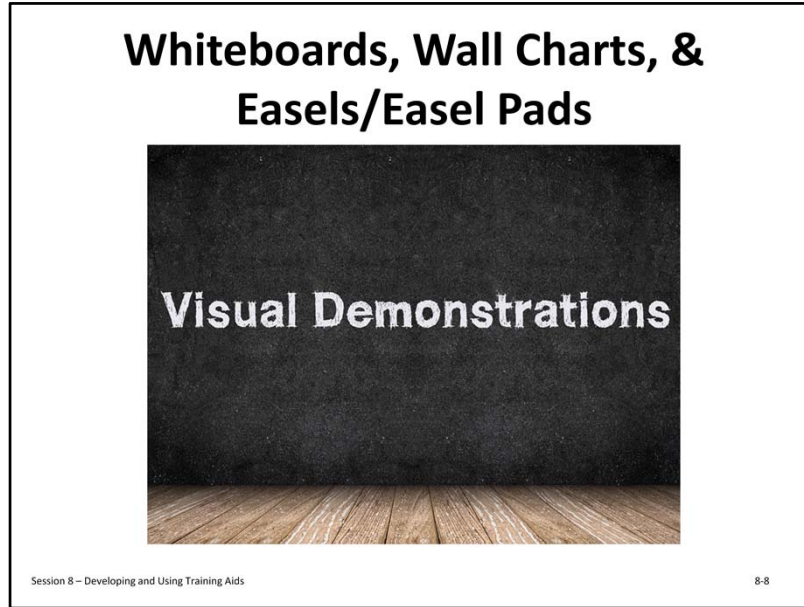 Whiteboards, Wall Charts, &
Easels/Easel Pads
Visual Demonstrations
Session 8 – Developing and Using Training Aids
8-8